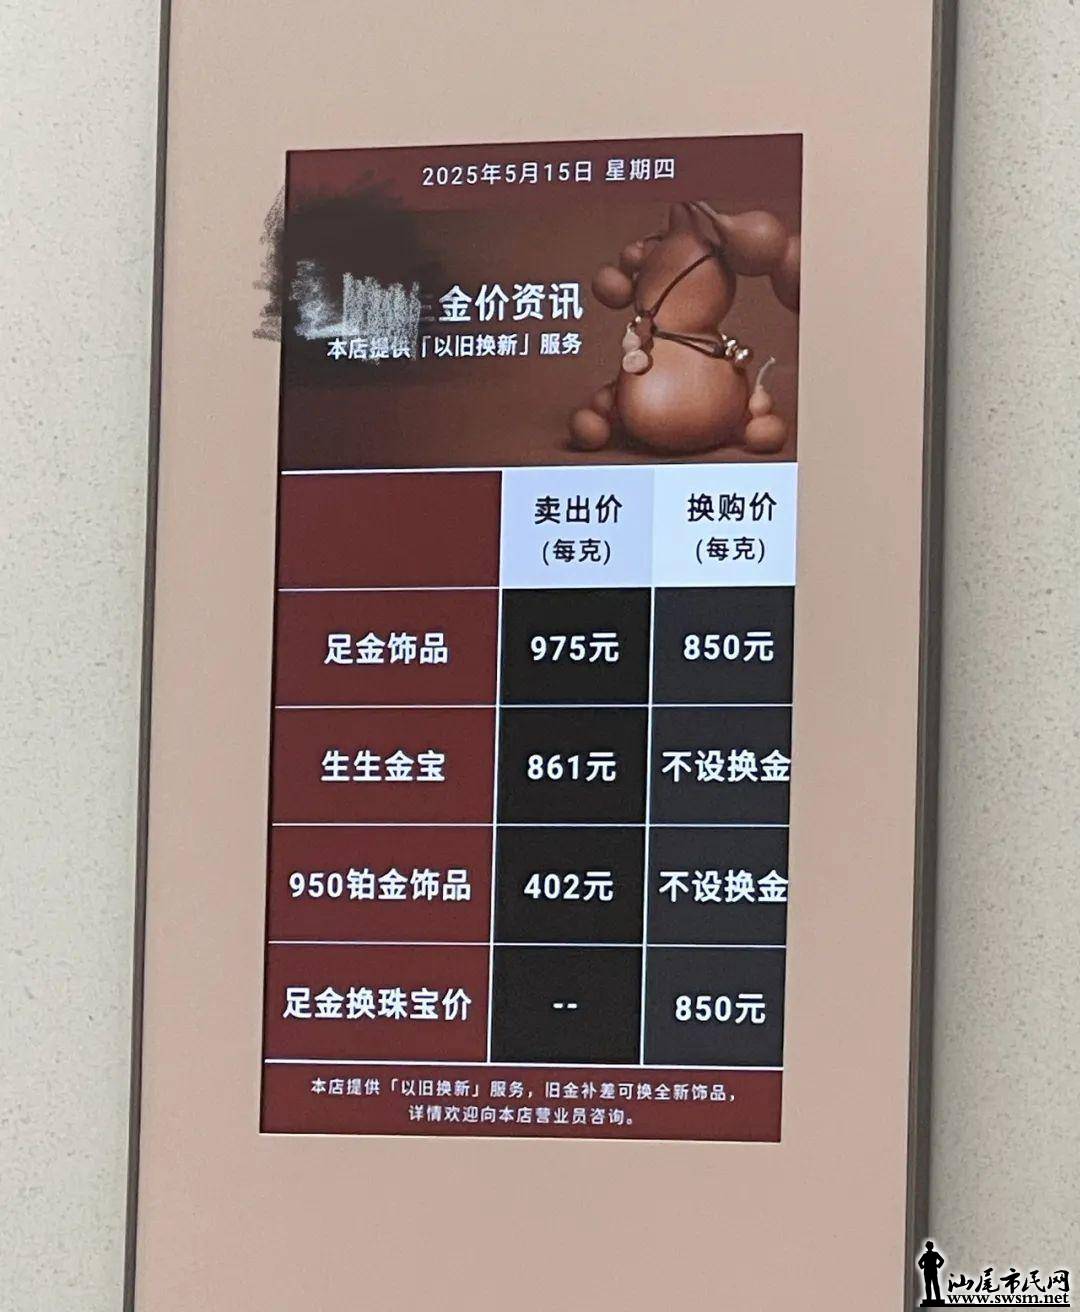 2025年5月15日 星期四
金价资讯
本店提供「以旧换新」服务
卖出价 换购价
(每克) (每克)
足金饰品 975元 850元
生生金宝 861元 不设换金
950铂金饰品 402元 不设换金
足金换珠宝价 -- 850元
本店提供「以旧换新」服务，旧金补差可换全新饰品，
详情欢迎向本店营业员咨询。
汕尾市民网
www.swsm.net